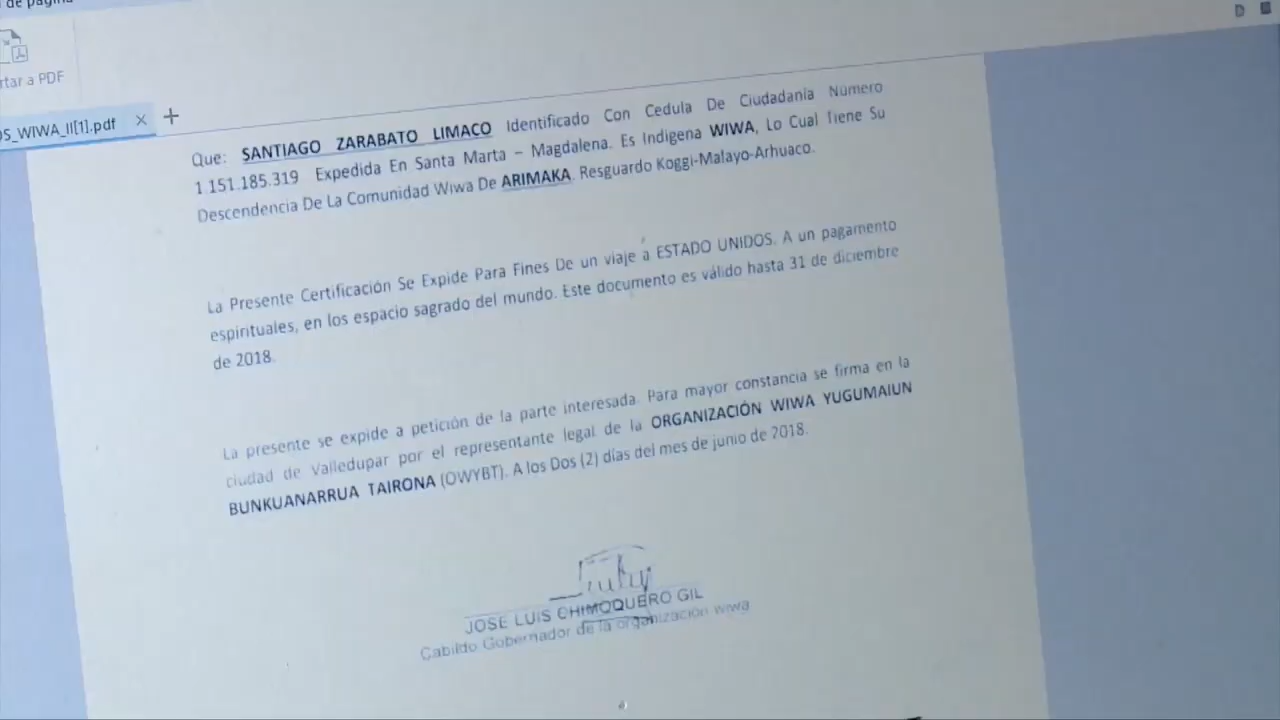 de página
rtar a PDF
OS_WIWA_II[1].pdf
Que: SANTIAGO ZARABATO LIMACO Identificado Con Cedula De Ciudadanía Número
1.151.185.319 Expedida En Santa Marta – Magdalena. Es Indigena WIWA, Lo Cual Tiene Su
Descendencia De La Comunidad Wiwa De ARIMAKA. Resguardo Koggi-Malayo-Arhuaco.
La Presente Certificación Se Expide Para Fines De un viaje a ESTADO UNIDOS. A un pagamento
espirituales, en los espacio sagrado del mundo. Este documento es válido hasta 31 de diciembre
de 2018.
La presente se expide a petición de la parte interesada. Para mayor constancia se firma en la
ciudad de Valledupar por el representante legal de la ORGANIZACIÓN WIWA YUGUMAIUN
BUNKUANARRUA TAIRONA (OWYBT). A los Dos (2) días del mes de junio de 2018.
JOSE LUIS CHIMOQUERO GIL
Cabildo Gobernador de la organización wiwa